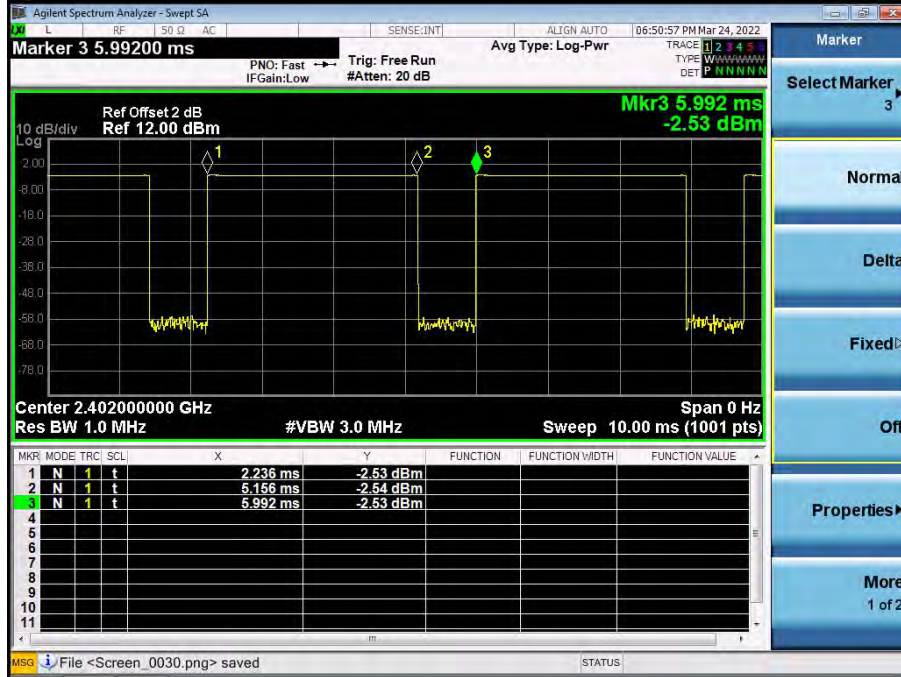 Agilent Spectrum Analyzer - Swept SA
LXI L RF 50 Ω AC SENSE:INT ALIGN AUTO 06:50:57 PM Mar 24, 2022
Marker 3 5.99200 ms
PNO: Fast
IFGain:Low
Trig: Free Run
#Atten: 20 dB
Avg Type: Log-Pwr
TRACE 1 2 3 4 5 6
TYPE WWWWWW
DET P N N N N N
Mkr3 5.992 ms
-2.53 dBm
Ref Offset 2 dB
10 dB/div Ref 12.00 dBm
Log
1 2 3
2.00
-8.00
-18.0
-28.0
-38.0
-48.0
-58.0
-68.0
-78.0
Center 2.402000000 GHz Span 0 Hz
Res BW 1.0 MHz #VBW 3.0 MHz Sweep 10.00 ms (1001 pts)
MKR MODE TRC SCL X Y FUNCTION FUNCTION WIDTH FUNCTION VALUE
1 N 1 t 2.236 ms -2.53 dBm
2 N 1 t 5.156 ms -2.54 dBm
3 N 1 t 5.992 ms -2.53 dBm
4
5
6
7
8
9
10
11
MSG File <Screen_0030.png> saved STATUS
Marker
Select Marker
3
Normal
Delta
Fixed
Off
Properties
More
1 of 2